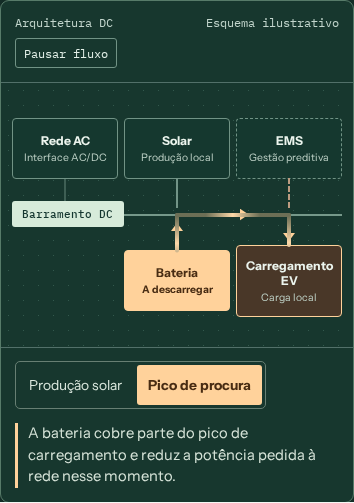 Arquitetura DC
Esquema ilustrativo
Pausar fluxo
Rede AC
Interface AC/DC
Solar
Produção local
EMS
Gestão preditiva
Barramento DC
Bateria
A descarregar
Carregamento
EV
Carga local
Produção solar
Pico de procura
A bateria cobre parte do pico de
carregamento e reduz a potência pedida à
rede nesse momento.